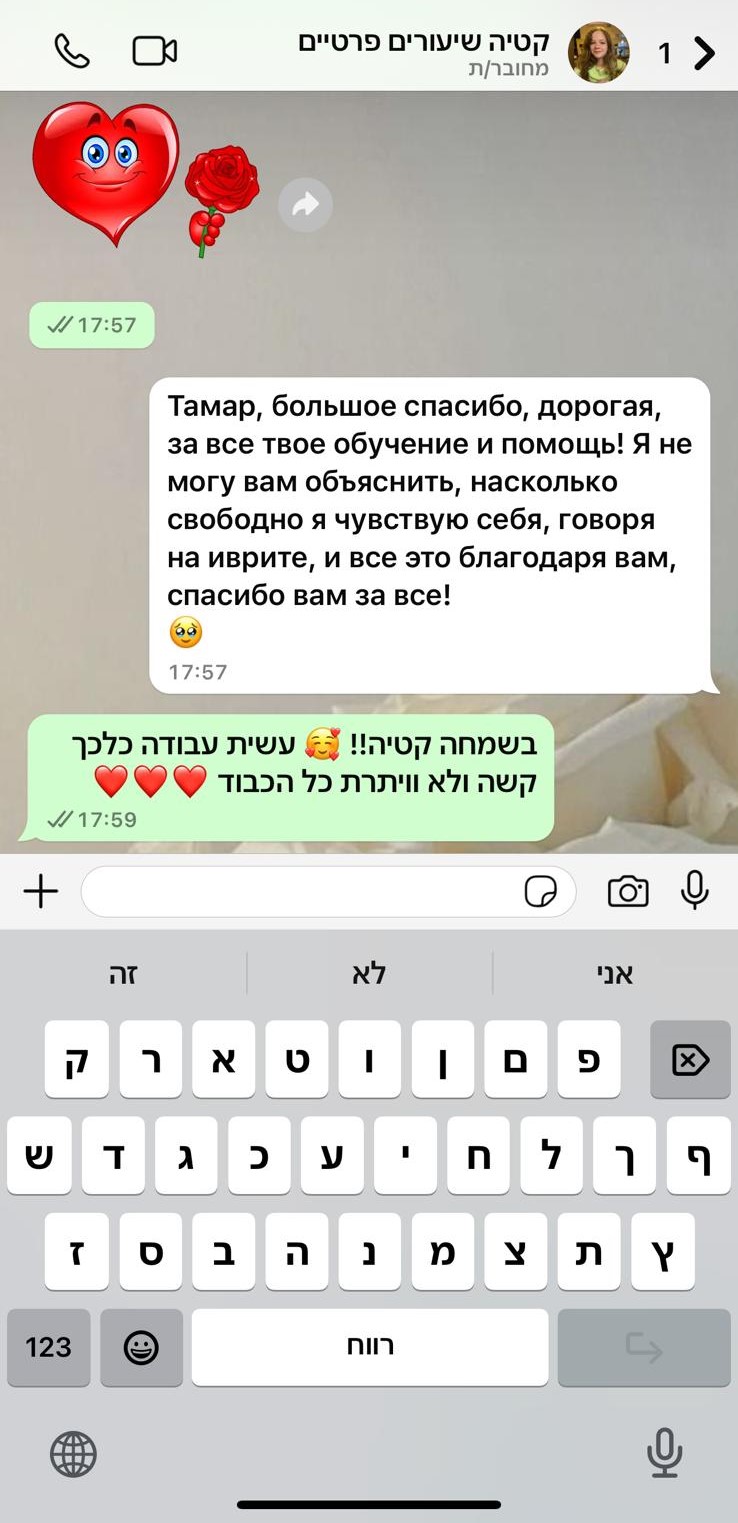 קטיה שיעורים פרטיים
מחובר/ת
1
17:57
Тамар, большое спасибо, дорогая,
за все твое обучение и помощь! Я не
могу вам объяснить, насколько
свободно я чувствую себя, говоря
на иврите, и все это благодаря вам,
спасибо вам за все!
🥹
17:57
בשמחה קטיה!! 🥰 עשית עבודה כלכך
קשה ולא וויתרת כל הכבוד ❤️❤️❤️
17:59
אני לא זה
פ ם ן ו ט א ר ק
ף ך ל ח י ע כ ג ד ש
ץ ת צ מ נ ה ב ס ז
123 רווח